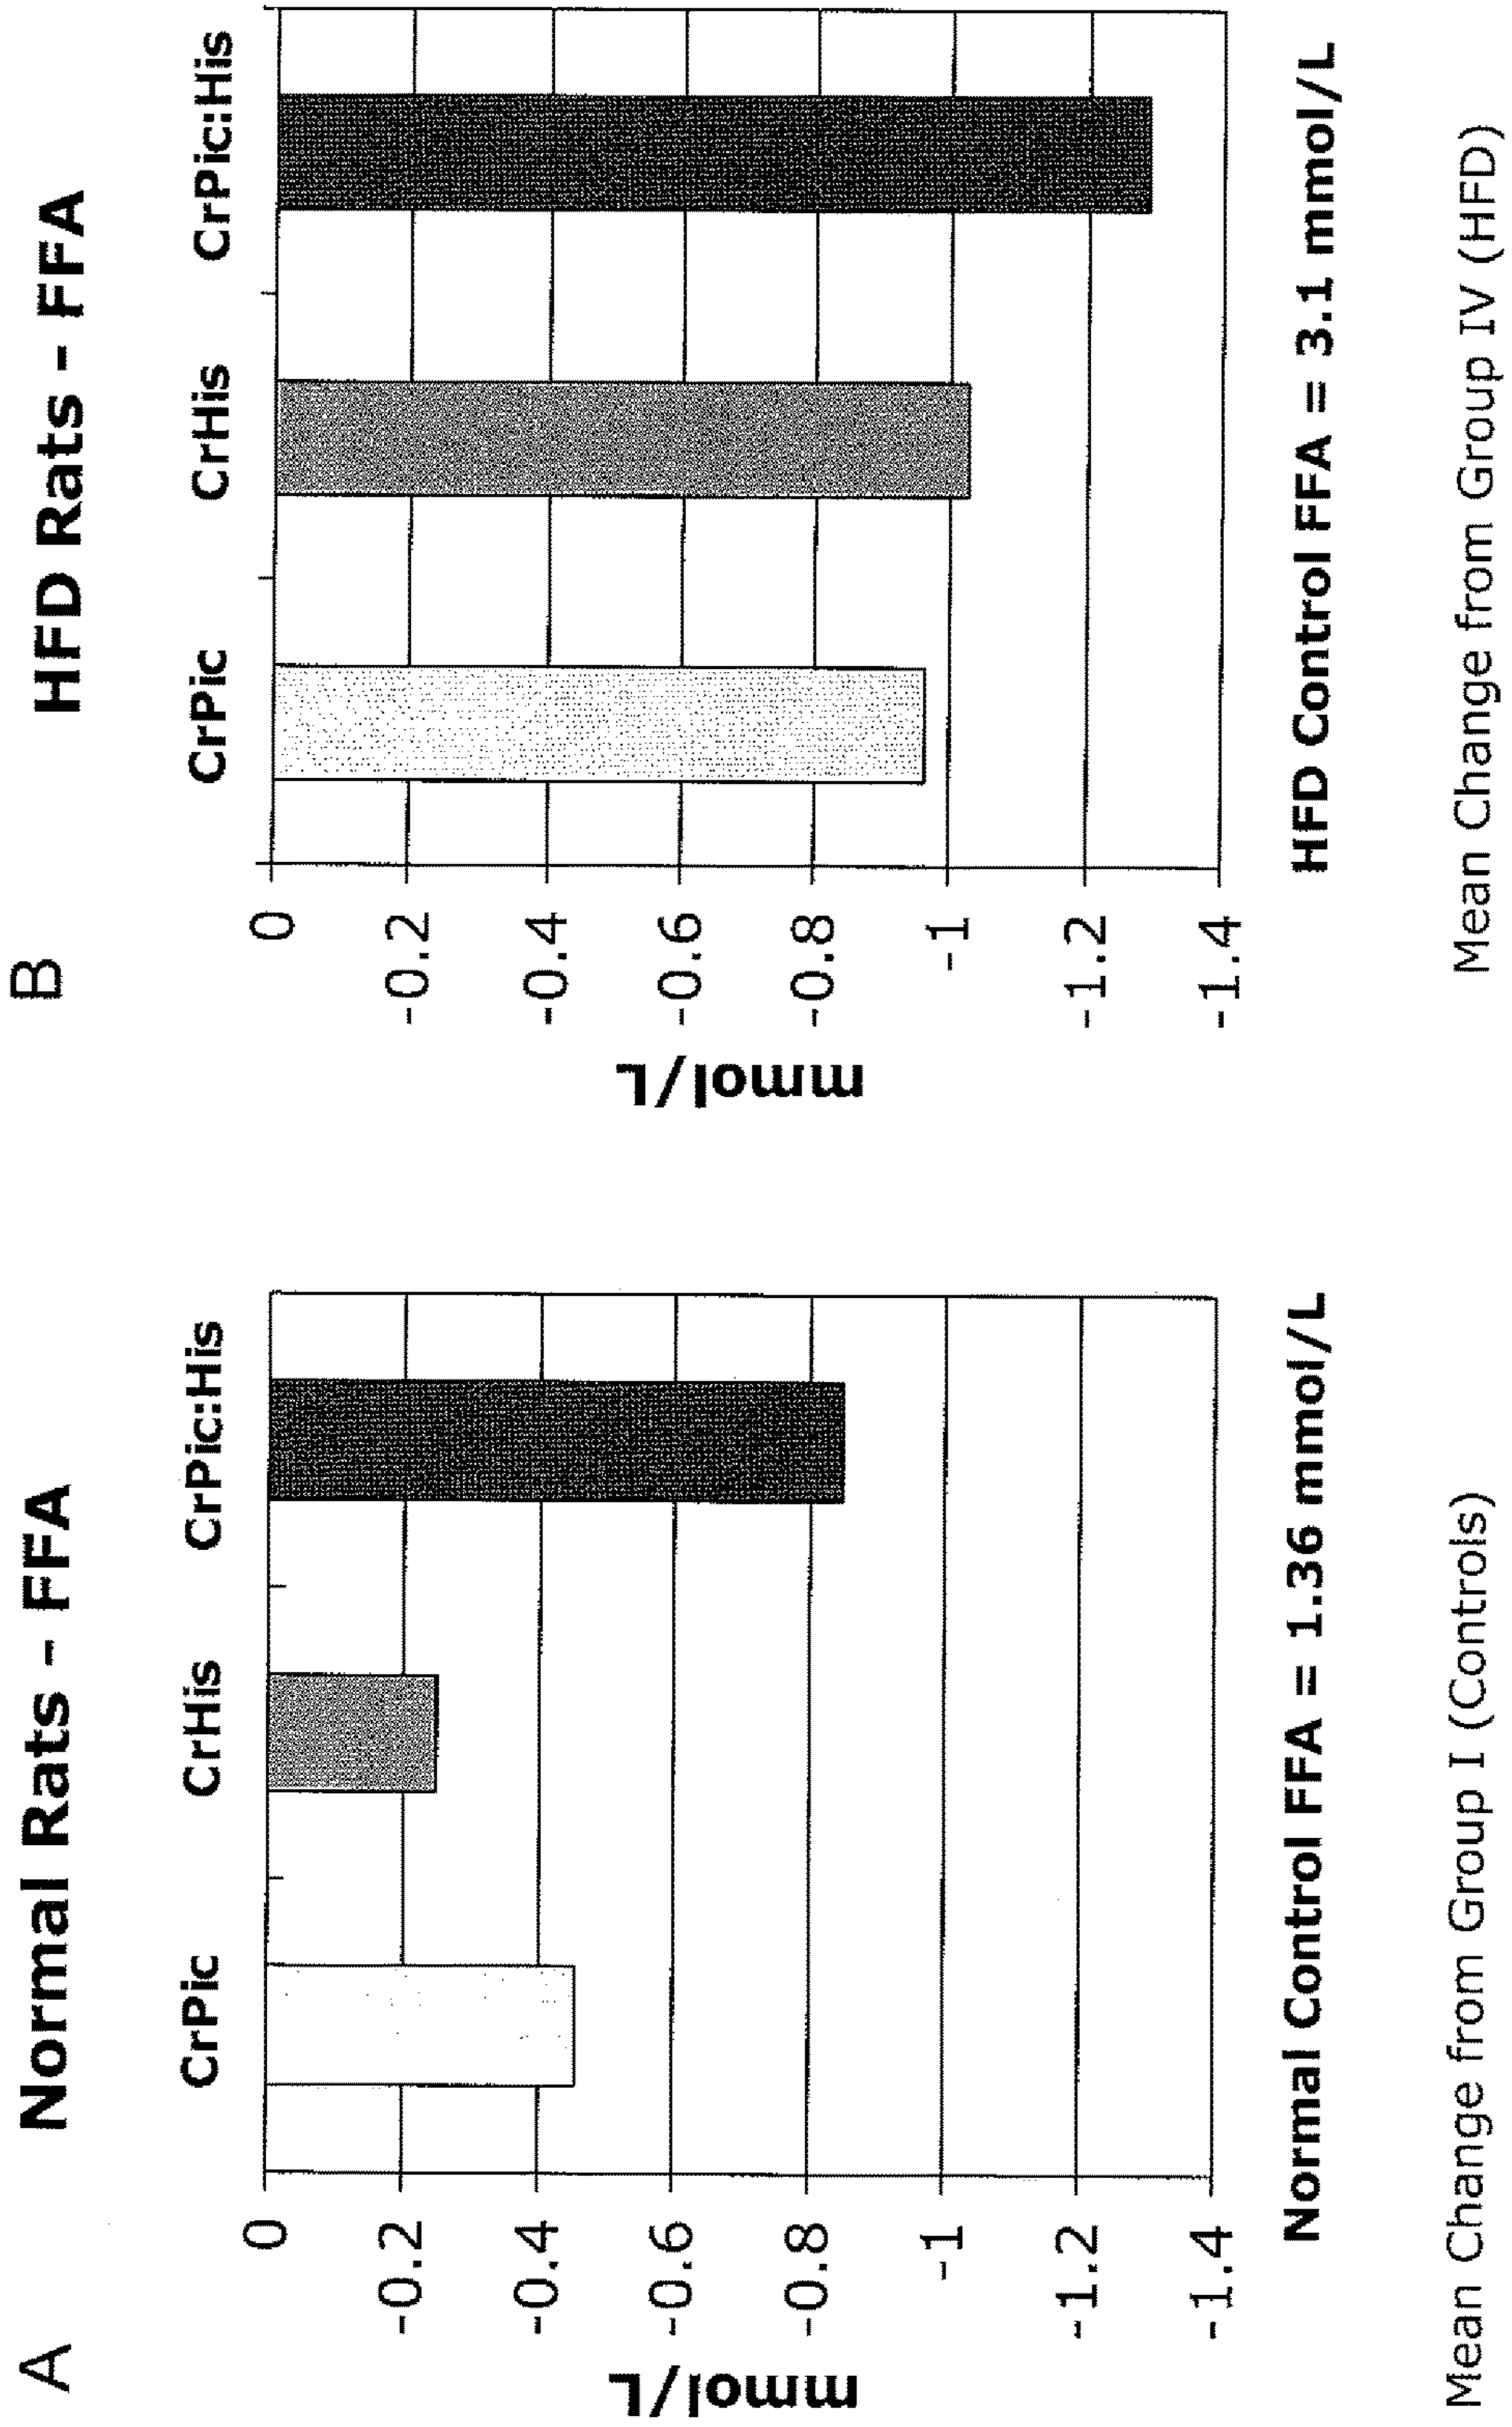 A
Normal Rats – FFA
CrPic CrHis CrPic:His
0
-0.2
-0.4
-0.6
-0.8
-1
-1.2
-1.4
mmol/L
Normal Control FFA = 1.36 mmol/L
Mean Change from Group I (Controls)
B
HFD Rats – FFA
CrPic CrHis CrPic:His
0
-0.2
-0.4
-0.6
-0.8
-1
-1.2
-1.4
mmol/L
HFD Control FFA = 3.1 mmol/L
Mean Change from Group IV (HFD)